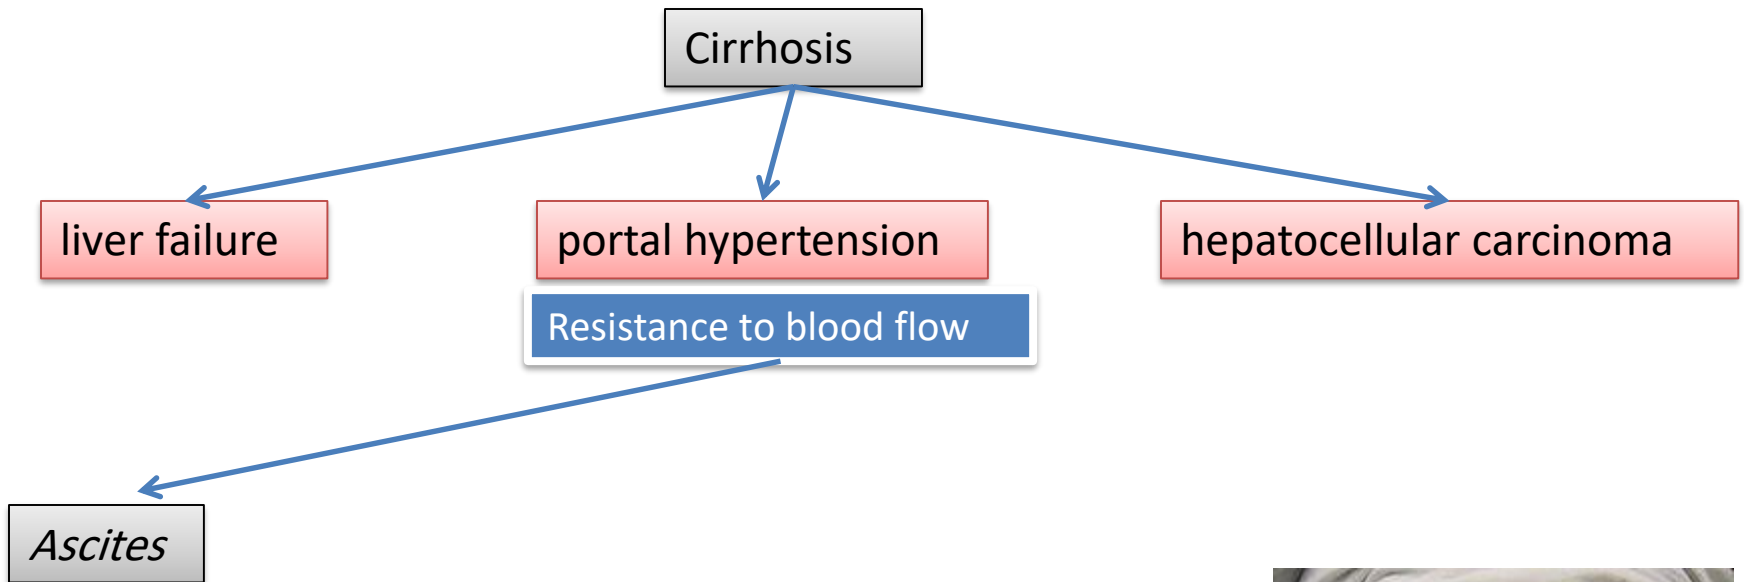 Cirrhosis
liver failure
portal hypertension
hepatocellular carcinoma
Resistance to blood flow
Ascites